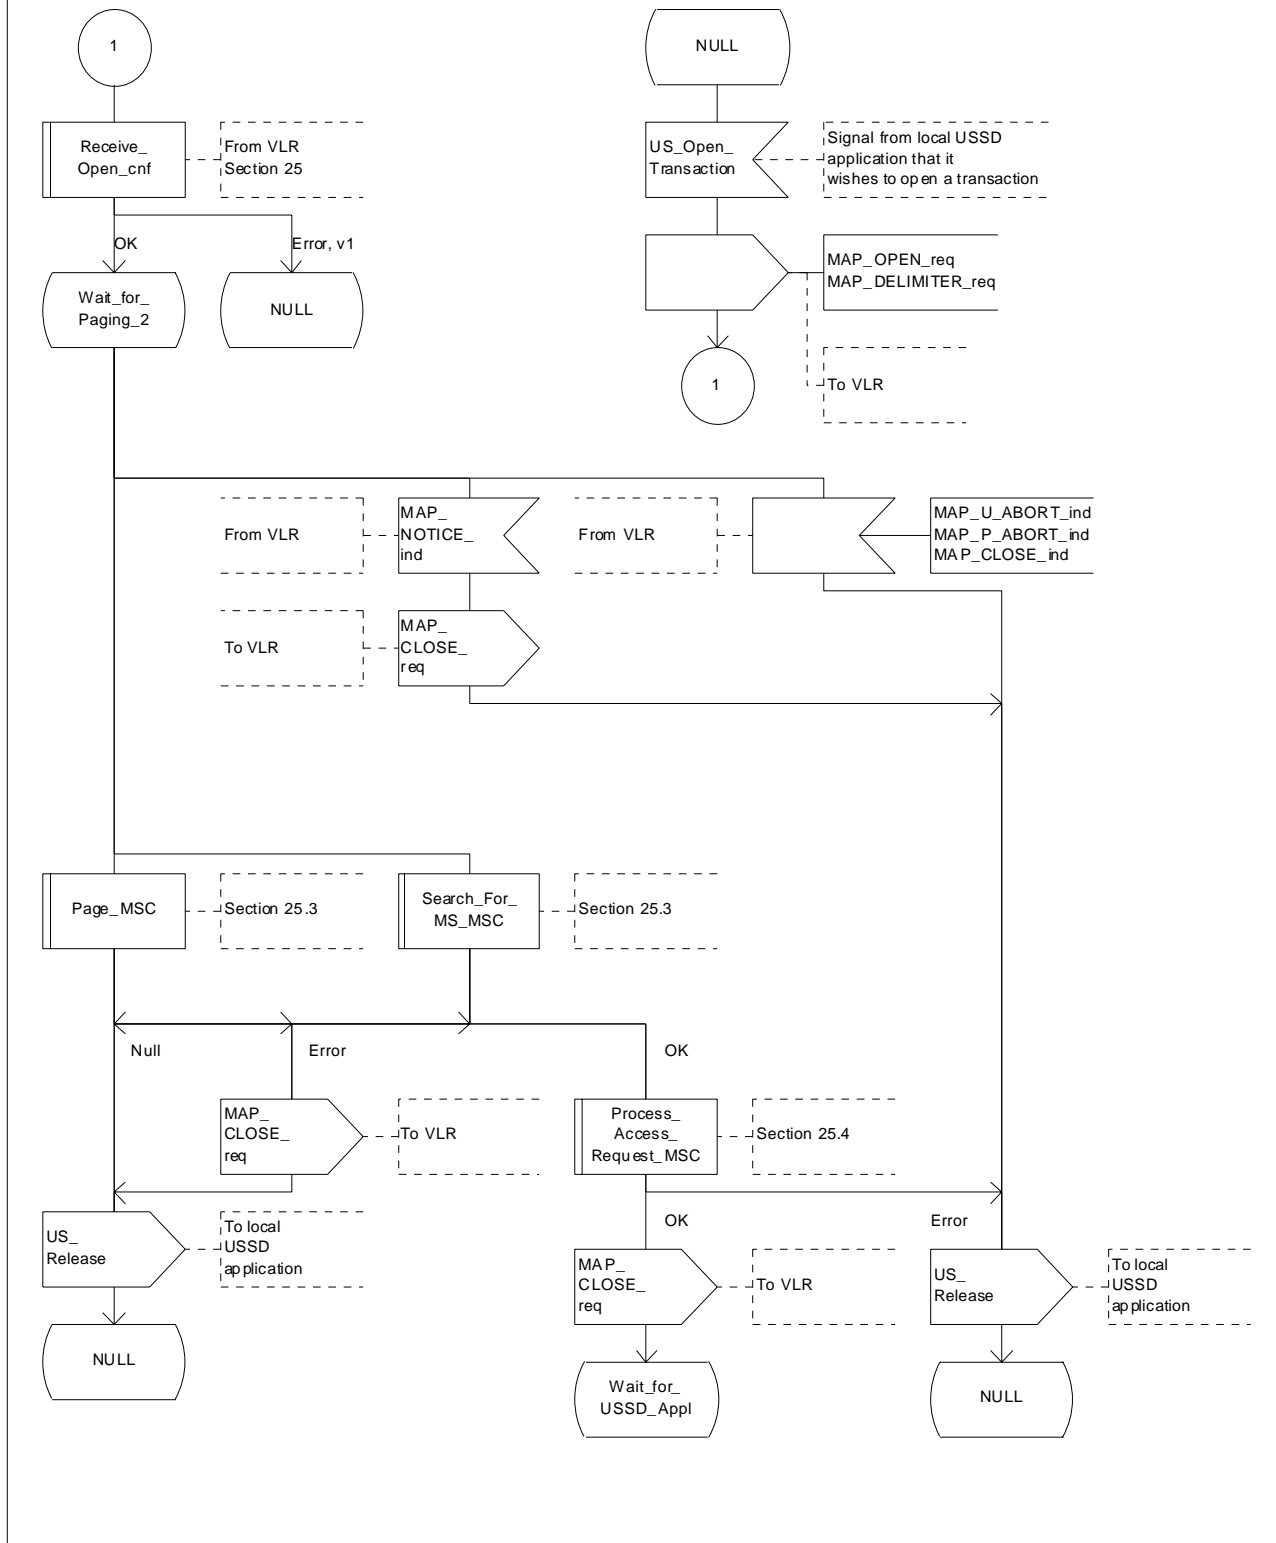 1
NULL
Receive_
Open_cnf
From VLR
Section 25
US_Open_
Transaction
Signal from local USSD
application that it
wishes to open a transaction
OK
Error, v1
MAP_OPEN_req
MAP_DELIMITER_req
Wait_for_
Paging_2
NULL
1
To VLR
From VLR
MAP_
NOTICE_
ind
From VLR
MAP_U_ABORT_ind
MAP_P_ABORT_ind
MAP_CLOSE_ind
To VLR
MAP_
CLOSE_
req
Page_MSC
Section 25.3
Search_For_
MS_MSC
Section 25.3
Null
Error
OK
MAP_
CLOSE_
req
To VLR
Process_
Access_
Request_MSC
Section 25.4
US_
Release
To local
USSD
application
OK
Error
MAP_
CLOSE_
req
To VLR
US_
Release
To local
USSD
application
NULL
Wait_for_
USSD_Appl
NULL